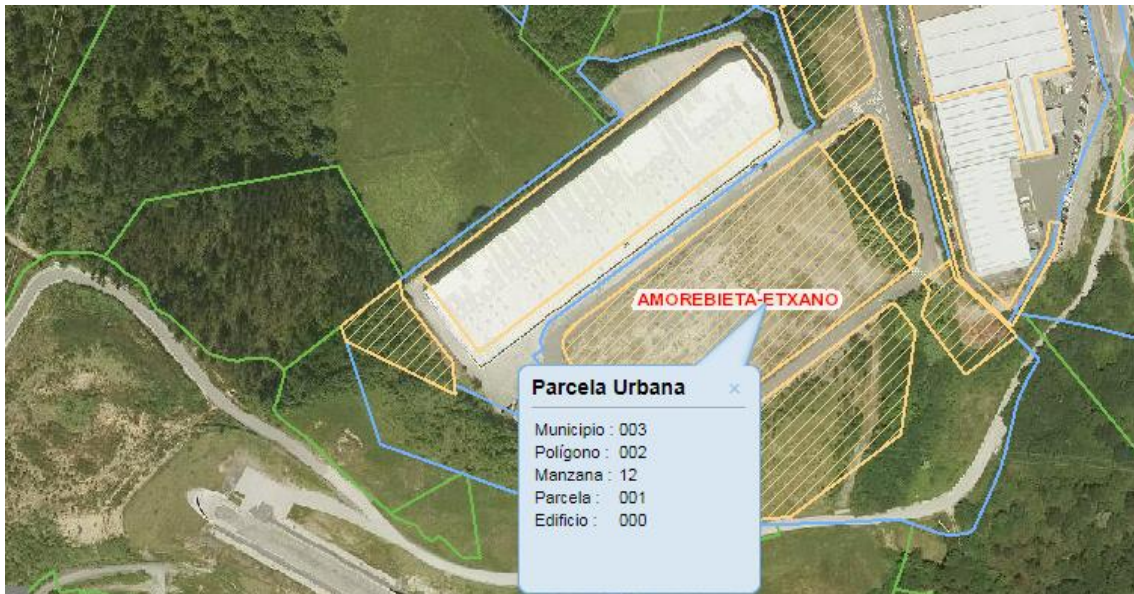 AMOREBIETA-ETXANO
Parcela Urbana ×
Municipio : 003
Polígono : 002
Manzana : 12
Parcela : 001
Edificio : 000